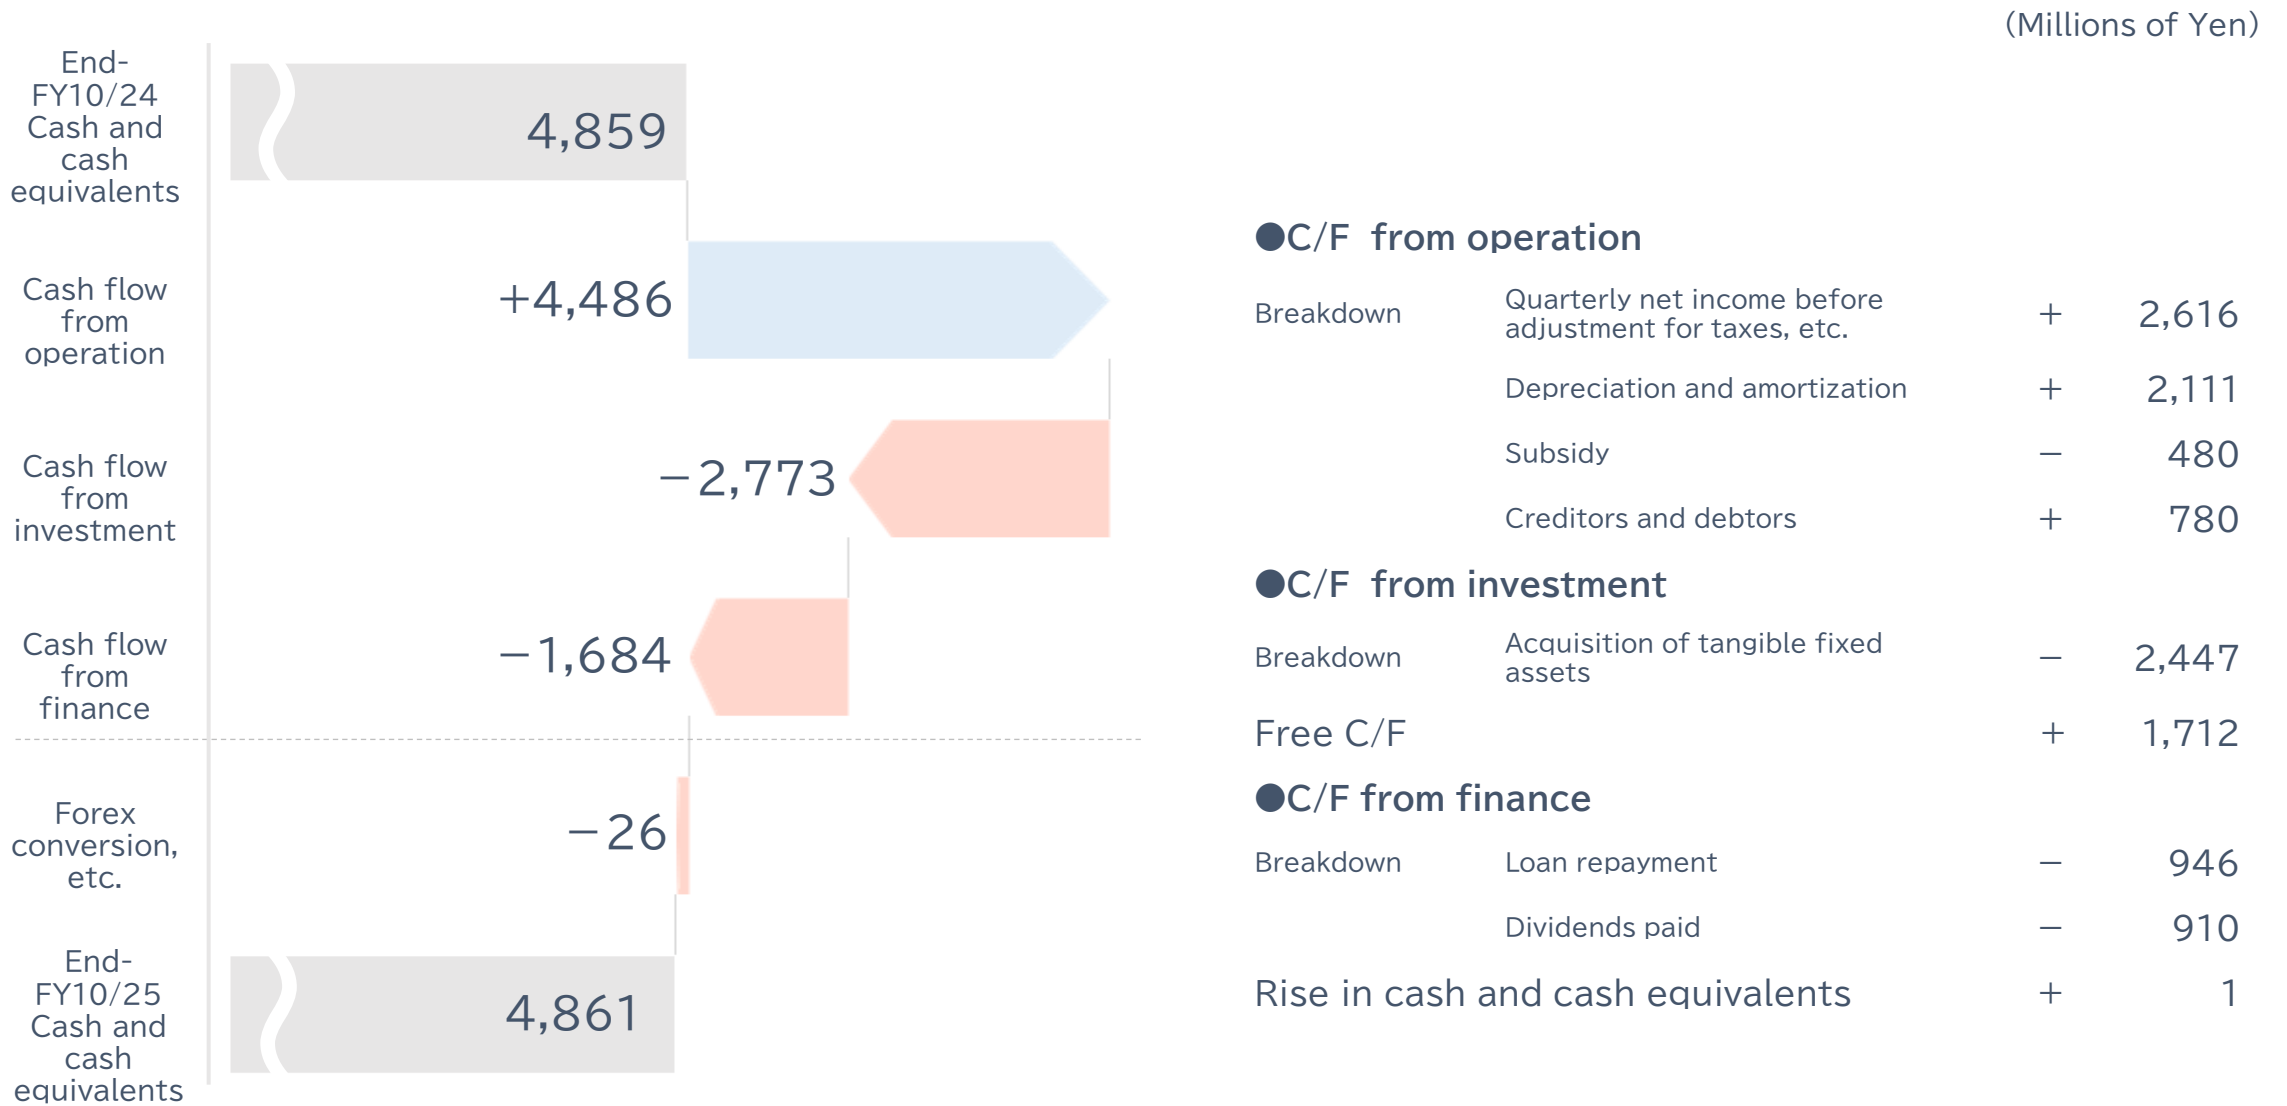 (Millions of Yen)
End-
FY10/24
Cash and
cash
equivalents
4,859
Cash flow
from
operation
+4,486
Cash flow
from
investment
−2,773
Cash flow
from
finance
−1,684
Forex
conversion,
etc.
−26
End-
FY10/25
Cash and
cash
equivalents
4,861
●C/F from operation
Breakdown Quarterly net income before
adjustment for taxes, etc. + 2,616
Depreciation and amortization + 2,111
Subsidy − 480
Creditors and debtors + 780
●C/F from investment
Breakdown Acquisition of tangible fixed
assets − 2,447
Free C/F + 1,712
●C/F from finance
Breakdown Loan repayment − 946
Dividends paid − 910
Rise in cash and cash equivalents + 1